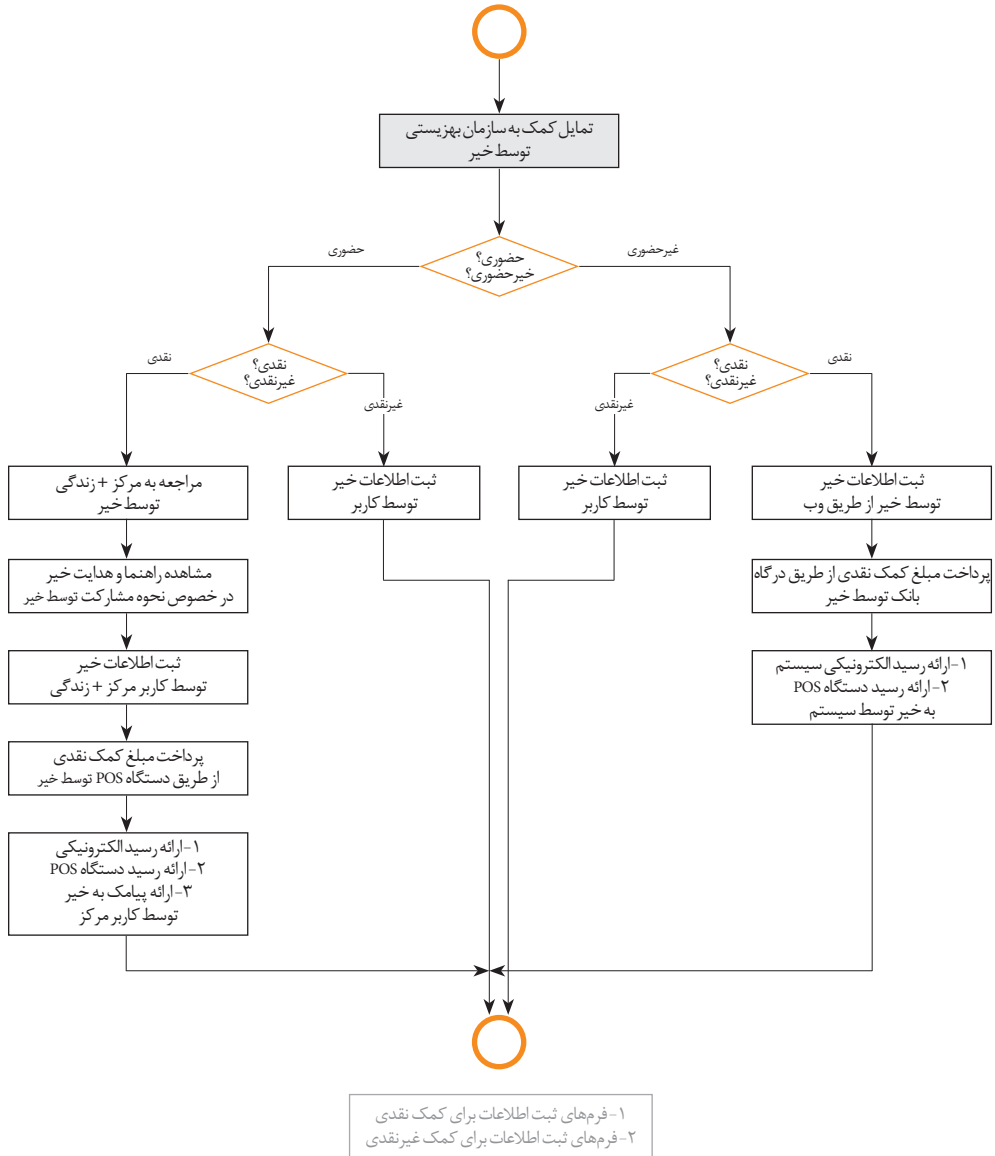 تمایل کمک به سازمان بهزیستی
توسط خیر
حضوری؟
خیرحضوری؟
غیرحضوری
حضوری
نقدی؟
غیرنقدی؟
نقدی
غیرنقدی
نقدی؟
غیرنقدی؟
غیرنقدی
نقدی
ثبت اطلاعات خیر
توسط خیر از طریق وب
پرداخت مبلغ کمک نقدی از طریق درگاه
بانک توسط خیر
۱-ارائه رسید الکترونیکی سیستم
۲-ارائه رسید دستگاه POS
به خیر توسط سیستم
ثبت اطلاعات خیر
توسط کاربر
ثبت اطلاعات خیر
توسط کاربر
مراجعه به مرکز + زندگی
توسط خیر
مشاهده راهنما و هدایت خیر
در خصوص نحوه مشارکت توسط خیر
ثبت اطلاعات خیر
توسط کاربر مرکز + زندگی
پرداخت مبلغ کمک نقدی
از طریق دستگاه POS توسط خیر
۱-ارائه رسید الکترونیکی
۲-ارائه رسید دستگاه POS
۳-ارائه پیامک به خیر
توسط کاربر مرکز
۱-فرم‌های ثبت اطلاعات برای کمک نقدی
۲-فرم‌های ثبت اطلاعات برای کمک غیرنقدی